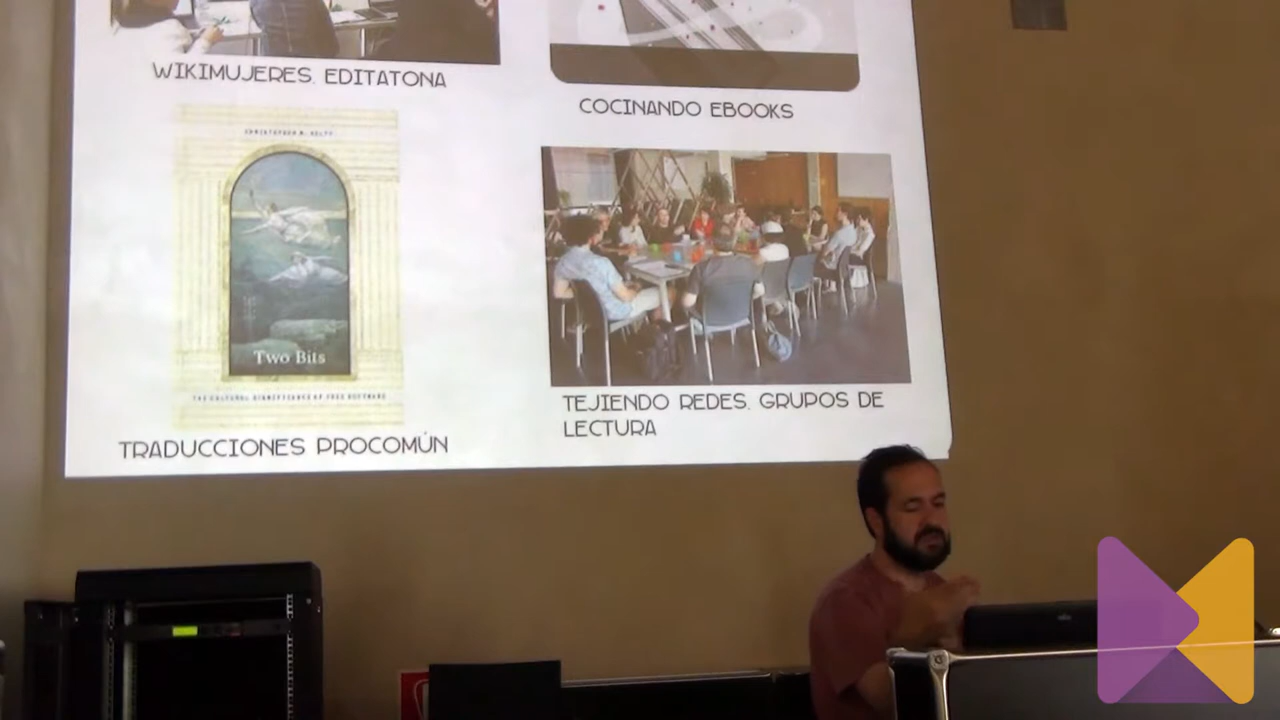 WIKIMUJERES. EDITATONA
COCINANDO EBOOKS
CHRISTOPHER M. KELTY
Two Bits
THE CULTURAL SIGNIFICANCE OF FREE SOFTWARE
TRADUCCIONES PROCOMÚN
TEJIENDO REDES. GRUPOS DE
LECTURA